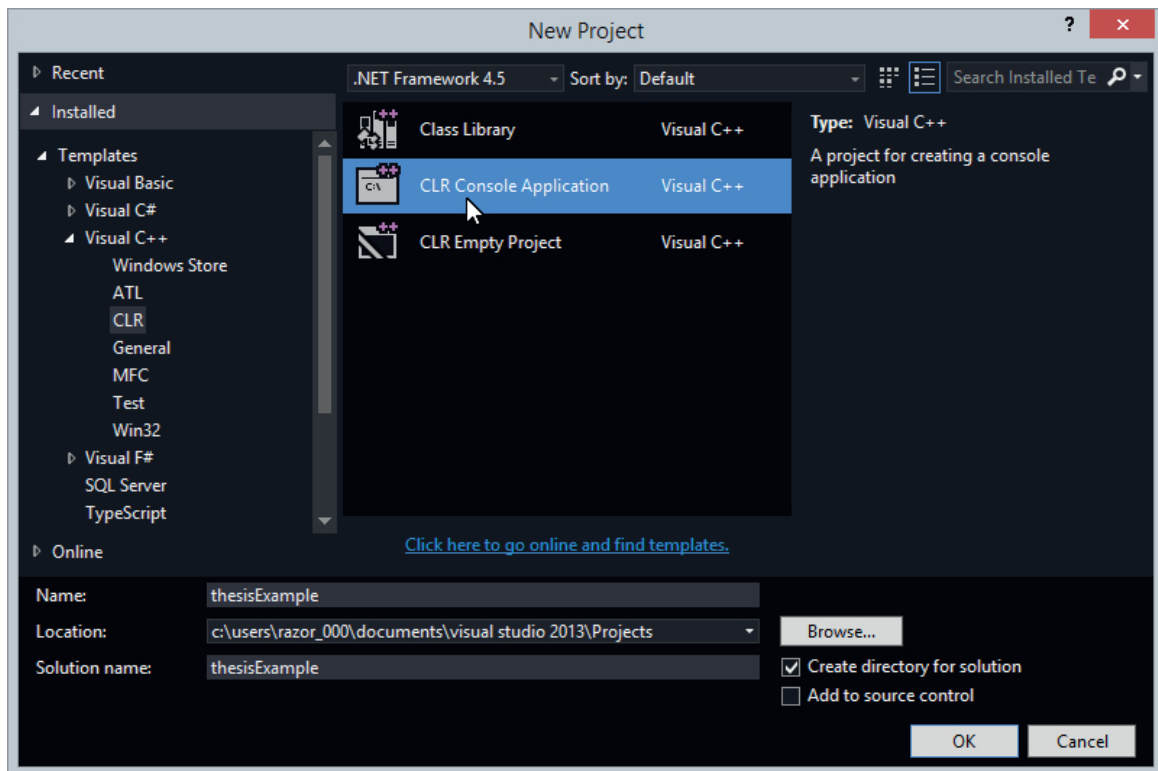 New Project
? ×
Recent
.NET Framework 4.5 Sort by: Default Search Installed Te
Installed
Templates
Visual Basic
Visual C#
Visual C++
Windows Store
ATL
CLR
General
MFC
Test
Win32
Visual F#
SQL Server
TypeScript
Online
Class Library Visual C++
C:\ CLR Console Application Visual C++
CLR Empty Project Visual C++
Click here to go online and find templates.
Type: Visual C++
A project for creating a console
application
Name: thesisExample
Location: c:\users\razor_000\documents\visual studio 2013\Projects Browse...
Solution name: thesisExample
Create directory for solution
Add to source control
OK Cancel